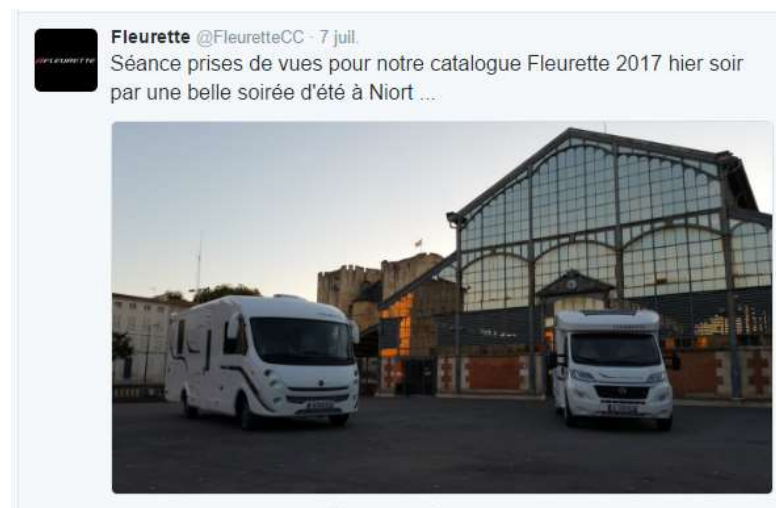 Fleurette @FleuretteCC · 7 juil.
FLEURETTE
Séance prises de vues pour notre catalogue Fleurette 2017 hier soir
par une belle soirée d'été à Niort ...